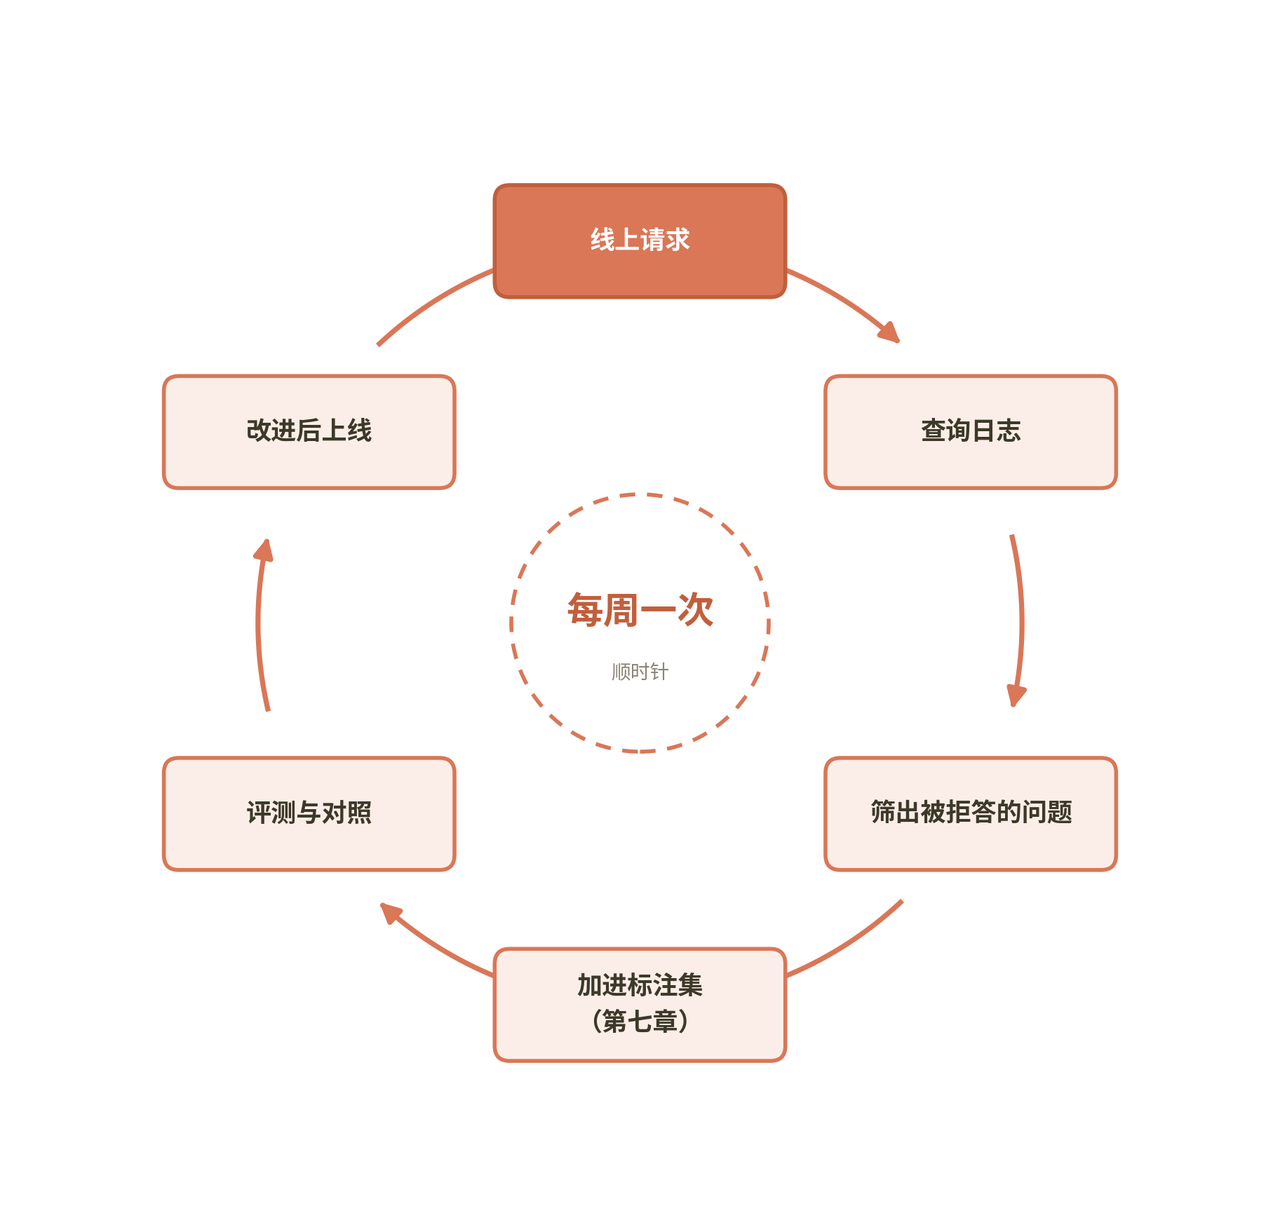 线上请求
查询日志
筛出被拒答的问题
加进标注集
（第七章）
评测与对照
改进后上线
每周一次
顺时针